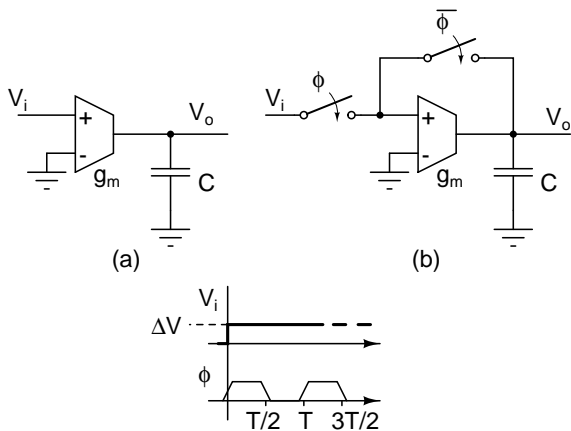 ϕ̅
ϕ
V_i
+
-
g_m
V_o
C
V_i
+
-
g_m
V_o
C
(a)
(b)
V_i
ΔV
ϕ
T/2 T 3T/2